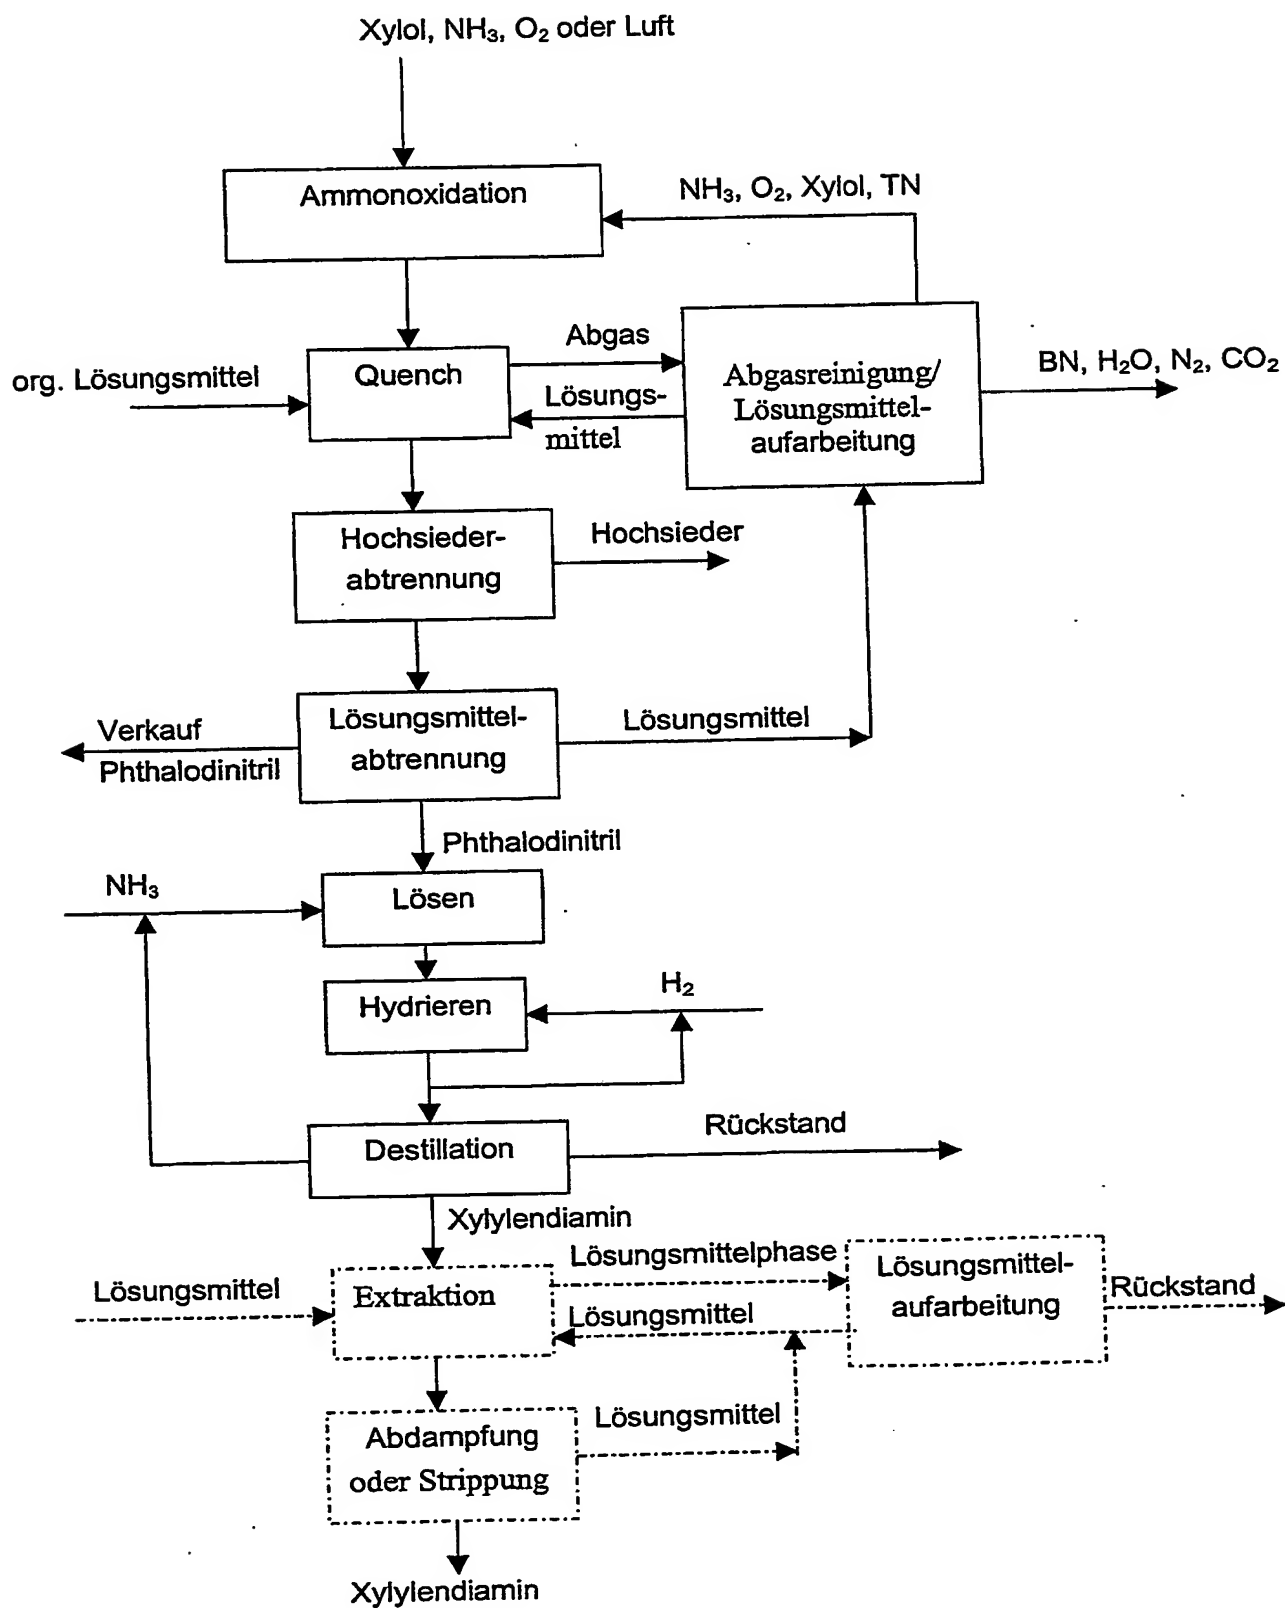 Xylol, NH₃, O₂ oder Luft
Ammonoxidation
NH₃, O₂, Xylol, TN
org. Lösungsmittel
Quench
Abgas
Lösungs-
mittel
Abgasreinigung/
Lösungsmittel-
aufarbeitung
BN, H₂O, N₂, CO₂
Hochsieder-
abtrennung
Hochsieder
Verkauf
Phthalodinitril
Lösungsmittel-
abtrennung
Lösungsmittel
Phthalodinitril
NH₃
Lösen
Hydrieren
H₂
Destillation
Rückstand
Xylylendiamin
Lösungsmittel
Extraktion
Lösungsmittelphase
Lösungsmittel
Lösungsmittel-
aufarbeitung
Rückstand
Abdampfung
oder Strippung
Lösungsmittel
Xylylendiamin